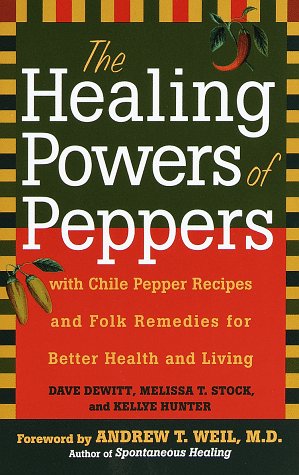 The
Healing
Powers of
Peppers
with Chile Pepper Recipes
and Folk Remedies for
Better Health and Living
DAVE DEWITT, MELISSA T. STOCK,
and KELLYE HUNTER
Foreword by ANDREW T. WEIL, M.D.
Author of Spontaneous Healing